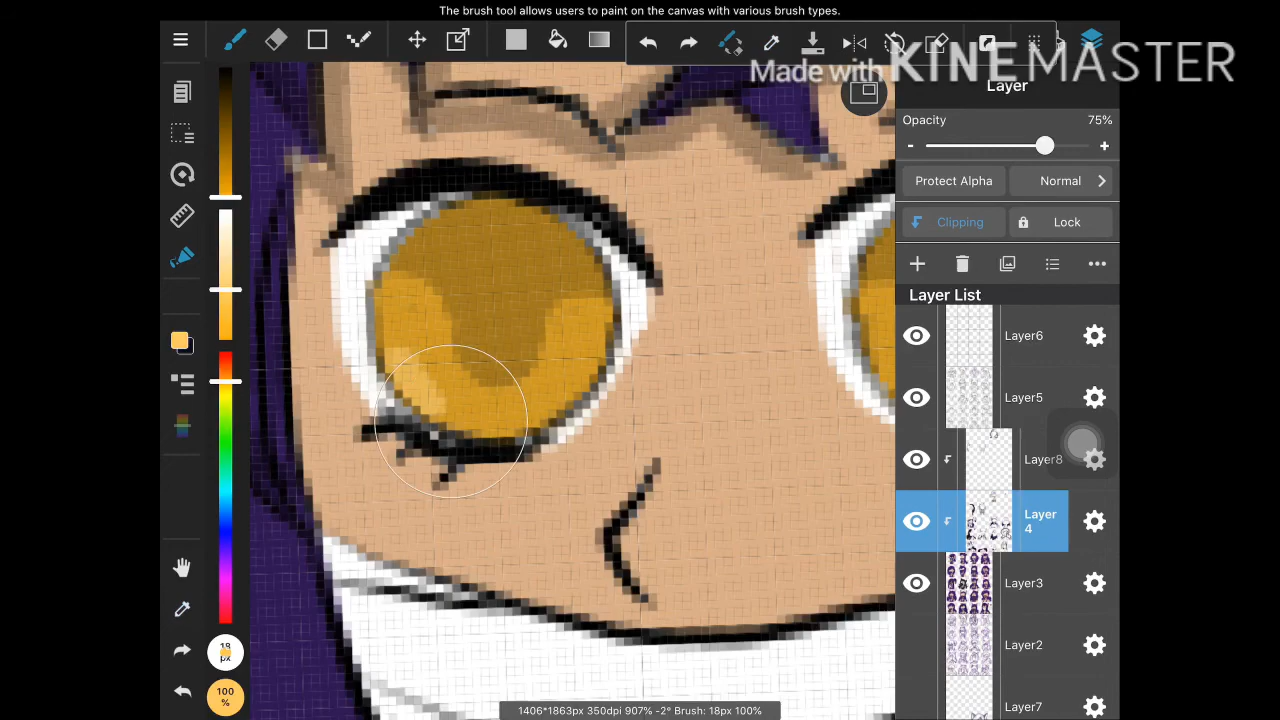 The brush tool allows users to paint on the canvas with various brush types.
Made with KINEMASTER
Layer
Opacity 75%
- +
Protect Alpha Normal
Clipping Lock
Layer List
Layer6
Layer5
Layer8
Layer
4
Layer3
Layer2
Layer7
18
px
100
%
1406*1863px 350dpi 907% -2° Brush: 18px 100%